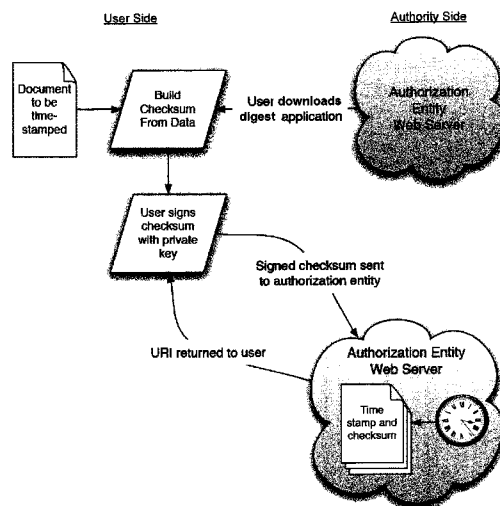 User Side
Authority Side
Document
to be
time-
stamped
Build
Checksum
From Data
User downloads
digest application
Authorization
Entity
Web Server
User signs
checksum
with private
key
Signed checksum sent
to authorization entity
URI returned to user
Authorization Entity
Web Server
Time
stamp and
checksum